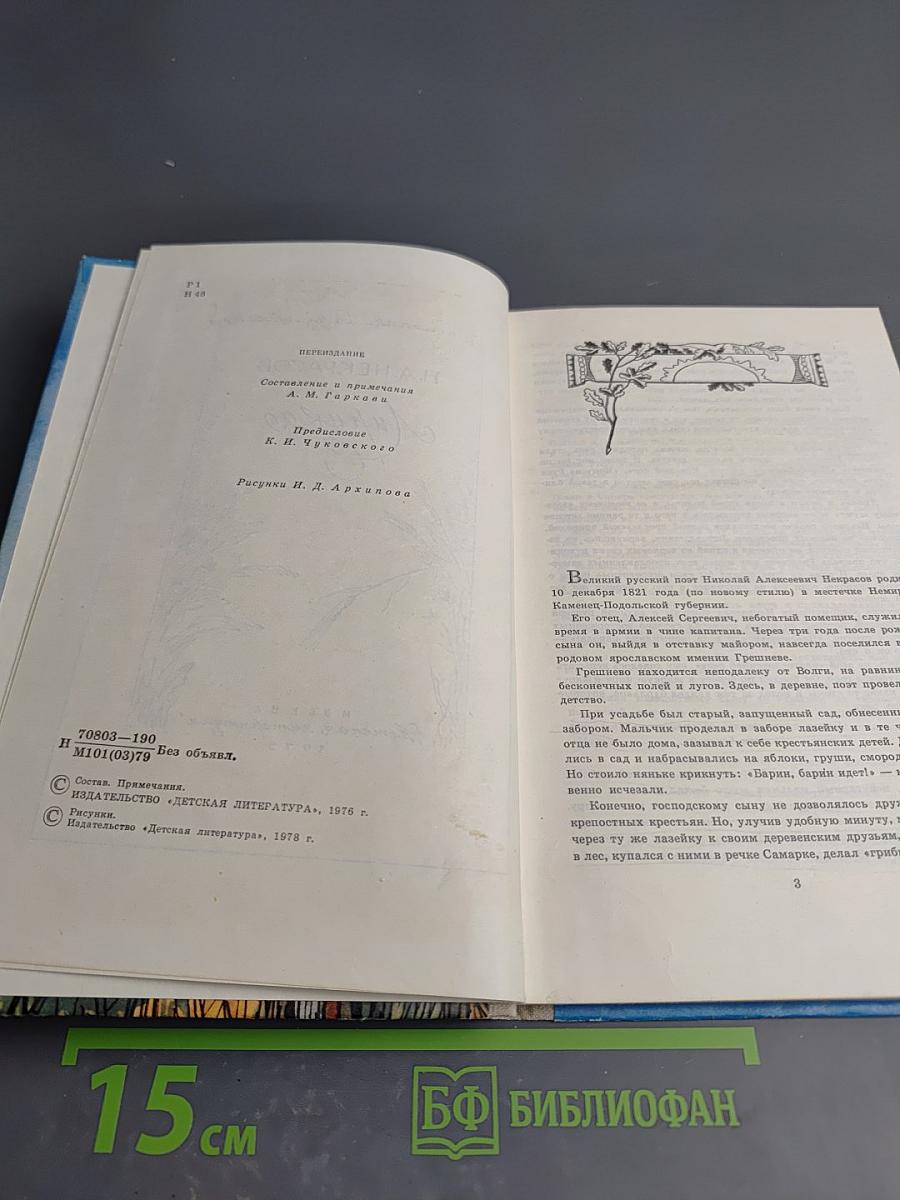 Р1
Н 48
ПЕРЕИЗДАНИЕ
Составление и примечания
А. М. Гаркави
Предисловие
К. И. Чуковского
Рисунки И. Д. Архипова
Н 70803—190
М101(03)79 Без объявл.
© Состав. Примечания.
ИЗДАТЕЛЬСТВО «ДЕТСКАЯ ЛИТЕРАТУРА», 1976 г.
© Рисунки.
Издательство «Детская литература», 1978 г.
Великий русский поэт Николай Алексеевич Некрасов роди
10 декабря 1821 года (по новому стилю) в местечке Немир
Каменец-Подольской губернии.
Его отец, Алексей Сергеевич, небогатый помещик, служил
время в армии в чине капитана. Через три года после рож
сына он, выйдя в отставку майором, навсегда поселился в
родовом ярославском имении Грешневе.
Грешнево находится неподалеку от Волги, на равнин
бесконечных полей и лугов. Здесь, в деревне, поэт провел
детство.
При усадьбе был старый, запущенный сад, обнесенны
забором. Мальчик проделал в заборе лазейку и в те ч
отца не было дома, зазывал к себе крестьянских детей. Д
лись в сад и набрасывались на яблоки, груши, смород
Но стоило няньке крикнуть: «Барин, барин идет!» — 
венно исчезали.
Конечно, господскому сыну не дозволялось друж
крепостных крестьян. Но, улучив удобную минуту,
через ту же лазейку к своим деревенским друзьям,
в лес, купался с ними в речке Самарке, делал «гриб
3
15 см
БФ БИБЛИОФАН